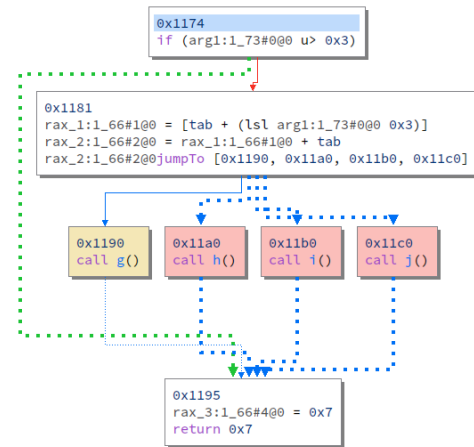 0x1174
if (arg1:1_73#0@0 u> 0x3)
0x1181
rax_1:1_66#1@0 = [tab + (lsl arg1:1_73#0@0 0x3)]
rax_2:1_66#2@0 = rax_1:1_66#1@0 + tab
rax_2:1_66#2@0jumpTo [0x1190, 0x11a0, 0x11b0, 0x11c0]
0x1190
call g()
0x11a0
call h()
0x11b0
call i()
0x11c0
call j()
0x1195
rax_3:1_66#4@0 = 0x7
return 0x7